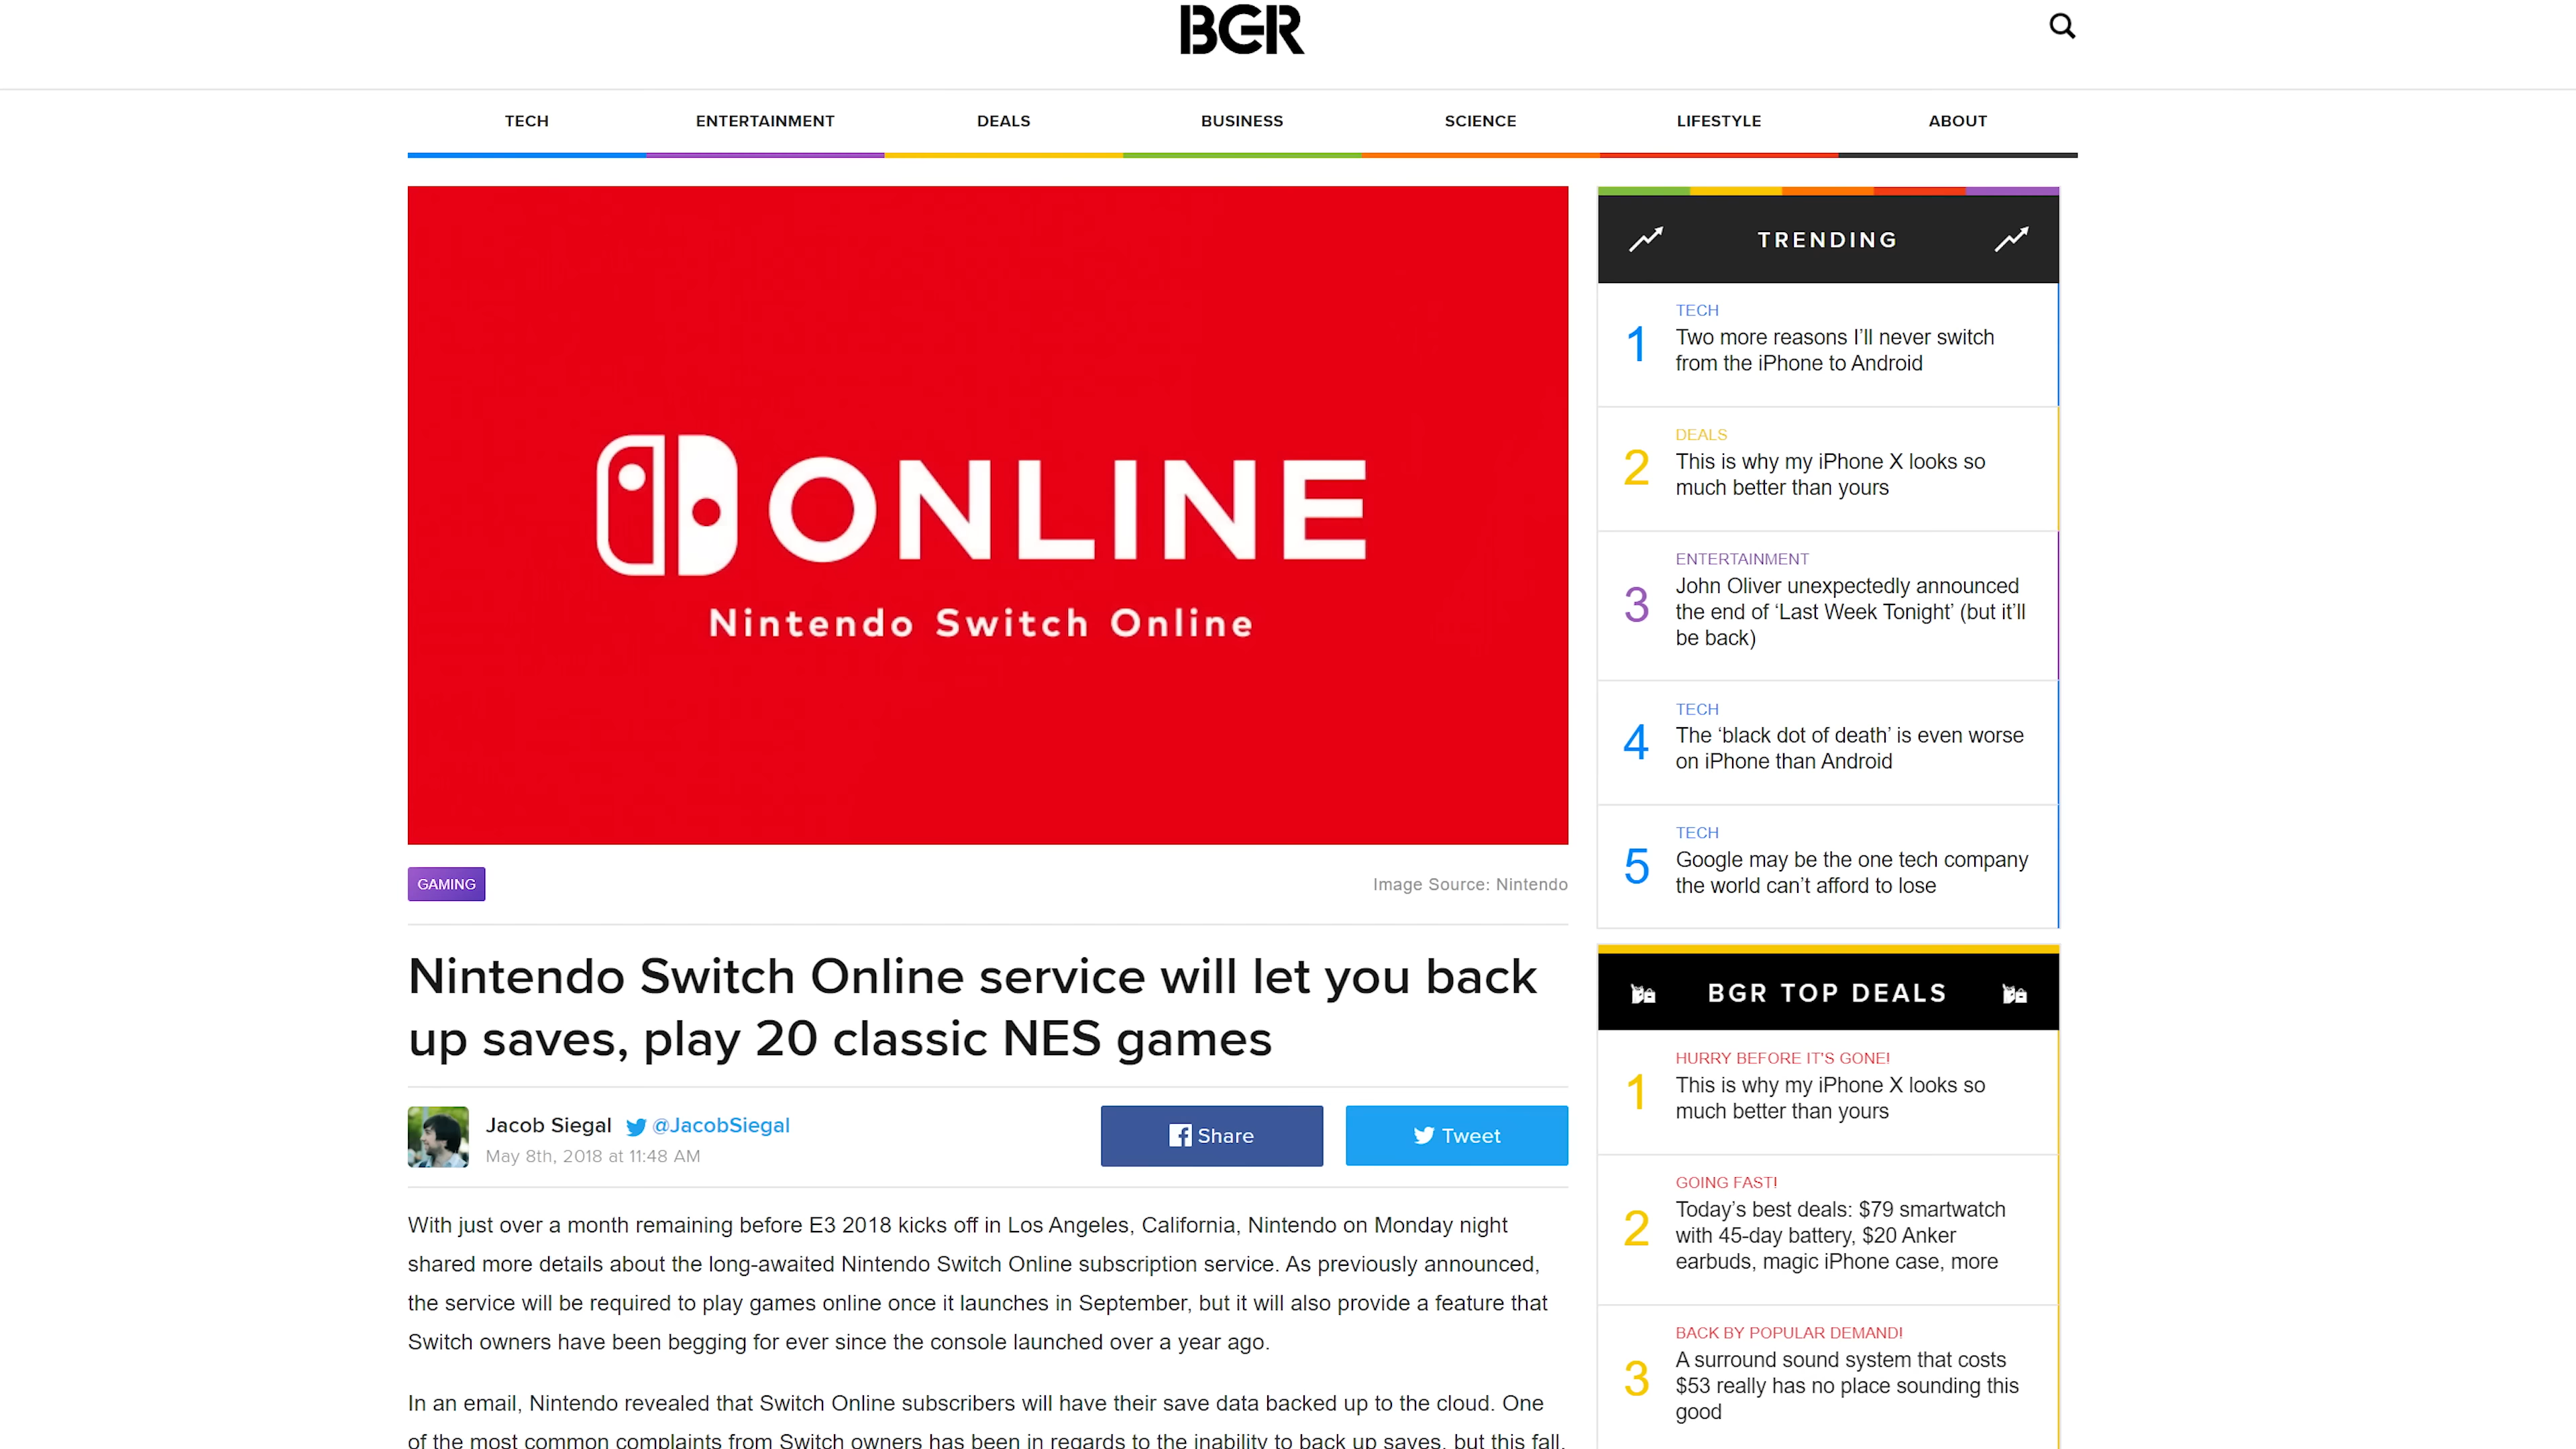 BGR
TECH
ENTERTAINMENT
DEALS
BUSINESS
SCIENCE
LIFESTYLE
ABOUT
ONLINE
Nintendo Switch Online
GAMING
Image Source: Nintendo
Nintendo Switch Online service will let you back
up saves, play 20 classic NES games
Jacob Siegal @JacobSiegal
May 8th, 2018 at 11:48 AM
Share
Tweet
With just over a month remaining before E3 2018 kicks off in Los Angeles, California, Nintendo on Monday night
shared more details about the long-awaited Nintendo Switch Online subscription service. As previously announced,
the service will be required to play games online once it launches in September, but it will also provide a feature that
Switch owners have been begging for ever since the console launched over a year ago.
In an email, Nintendo revealed that Switch Online subscribers will have their save data backed up to the cloud. One
of the most common complaints from Switch owners has been in regards to the inability to back up saves, but this fall,
TRENDING
1
TECH
Two more reasons I’ll never switch
from the iPhone to Android
2
DEALS
This is why my iPhone X looks so
much better than yours
3
ENTERTAINMENT
John Oliver unexpectedly announced
the end of ‘Last Week Tonight’ (but it’ll
be back)
4
TECH
The ‘black dot of death’ is even worse
on iPhone than Android
5
TECH
Google may be the one tech company
the world can’t afford to lose
BGR TOP DEALS
1
HURRY BEFORE IT'S GONE!
This is why my iPhone X looks so
much better than yours
2
GOING FAST!
Today’s best deals: $79 smartwatch
with 45-day battery, $20 Anker
earbuds, magic iPhone case, more
3
BACK BY POPULAR DEMAND!
A surround sound system that costs
$53 really has no place sounding this
good